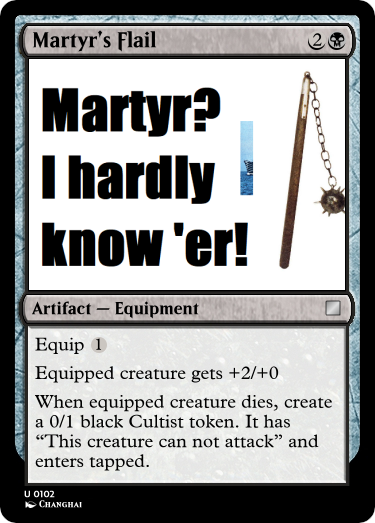 Martyr's Flail 2
Martyr?
I hardly
know 'er!
Artifact — Equipment
Equip 1
Equipped creature gets +2/+0
When equipped creature dies, create
a 0/1 black Cultist token. It has
“This creature can not attack” and
enters tapped.
U 0102
CHANGHAI